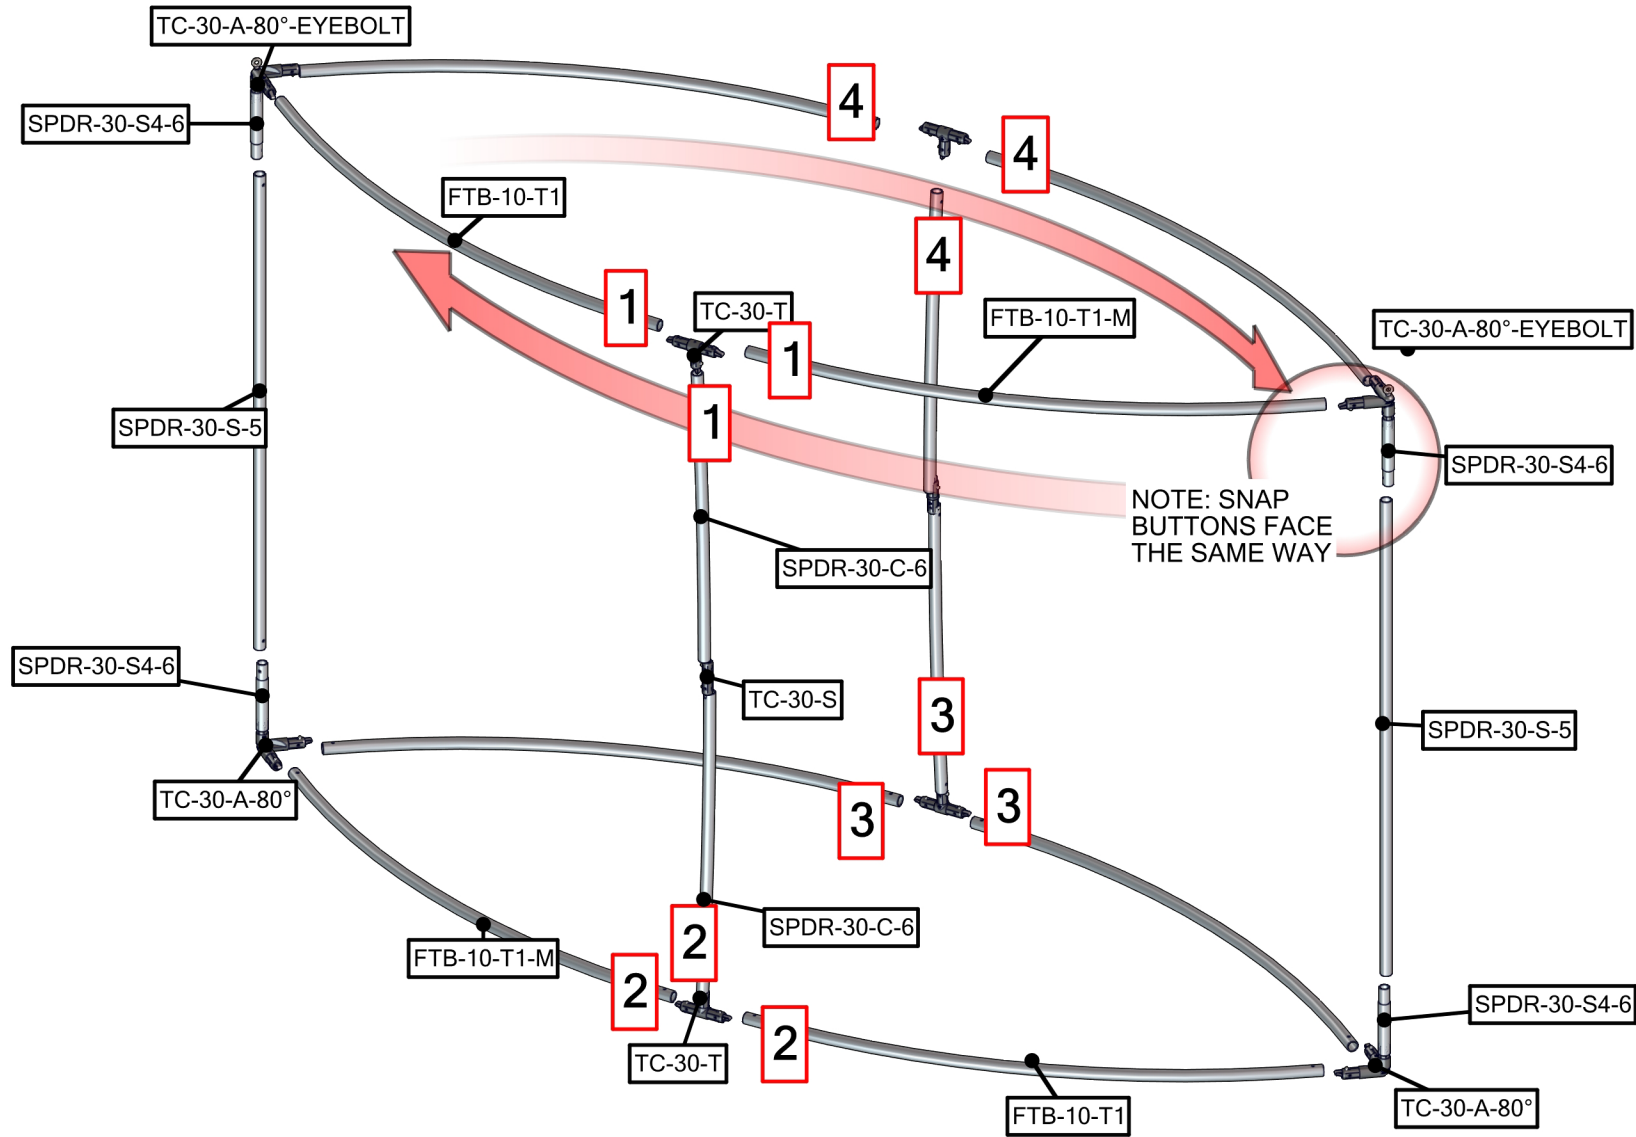 TC-30-A-80°-EYEBOLT
SPDR-30-S4-6
4
4
FTB-10-T1
4
1
TC-30-T
FTB-10-T1-M
TC-30-A-80°-EYEBOLT
1
1
SPDR-30-S-5
SPDR-30-S4-6
NOTE: SNAP
BUTTONS FACE
THE SAME WAY
SPDR-30-C-6
SPDR-30-S4-6
TC-30-S
3
SPDR-30-S-5
TC-30-A-80°
3
3
SPDR-30-C-6
2
FTB-10-T1-M
2
SPDR-30-S4-6
2
TC-30-T
FTB-10-T1
TC-30-A-80°